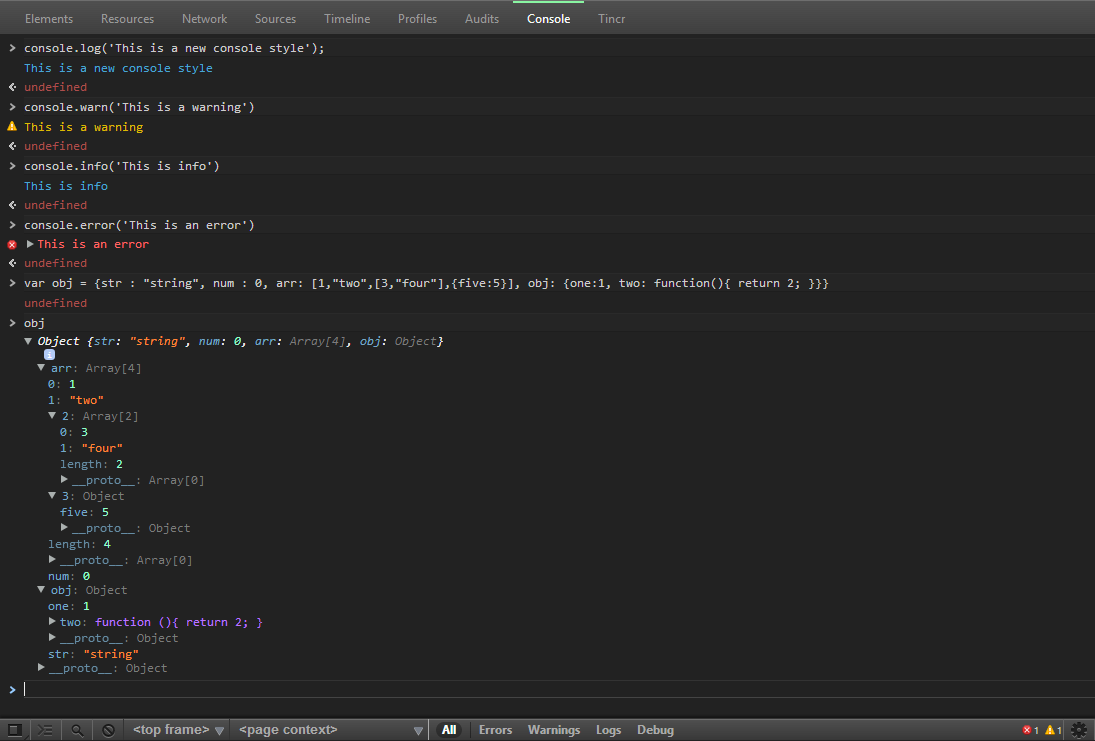 Elements Resources Network Sources Timeline Profiles Audits Console Tincr
> console.log('This is a new console style');
This is a new console style
< undefined
> console.warn('This is a warning')
This is a warning
< undefined
> console.info('This is info')
This is info
< undefined
> console.error('This is an error')
▶ This is an error
< undefined
> var obj = {str : "string", num : 0, arr: [1,"two",[3,"four"],{five:5}], obj: {one:1, two: function(){ return 2; }}}
undefined
> obj
▼ Object {str: "string", num: 0, arr: Array[4], obj: Object}
i
▼ arr: Array[4]
0: 1
1: "two"
▼ 2: Array[2]
0: 3
1: "four"
length: 2
▶ __proto__: Array[0]
▼ 3: Object
five: 5
▶ __proto__: Object
length: 4
▶ __proto__: Array[0]
num: 0
▼ obj: Object
one: 1
▶ two: function (){ return 2; }
▶ __proto__: Object
str: "string"
▶ __proto__: Object
>
<top frame> ▼ <page context> ▼ All Errors Warnings Logs Debug 1 1